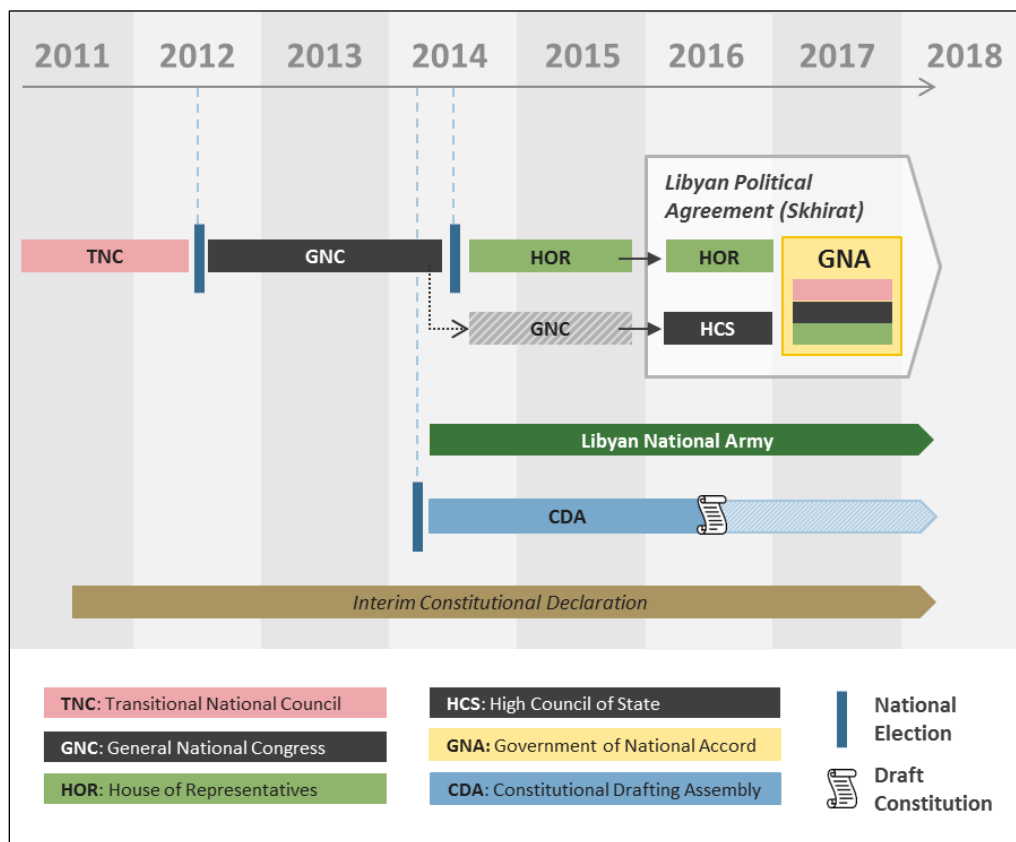 2011 2012 2013 2014 2015 2016 2017 2018
Libyan Political
Agreement (Skhirat)
TNC GNC HOR HOR GNA
GNC HCS
Libyan National Army
CDA
Interim Constitutional Declaration
TNC: Transitional National Council
GNC: General National Congress
HOR: House of Representatives
HCS: High Council of State
GNA: Government of National Accord
CDA: Constitutional Drafting Assembly
National
Election
Draft
Constitution